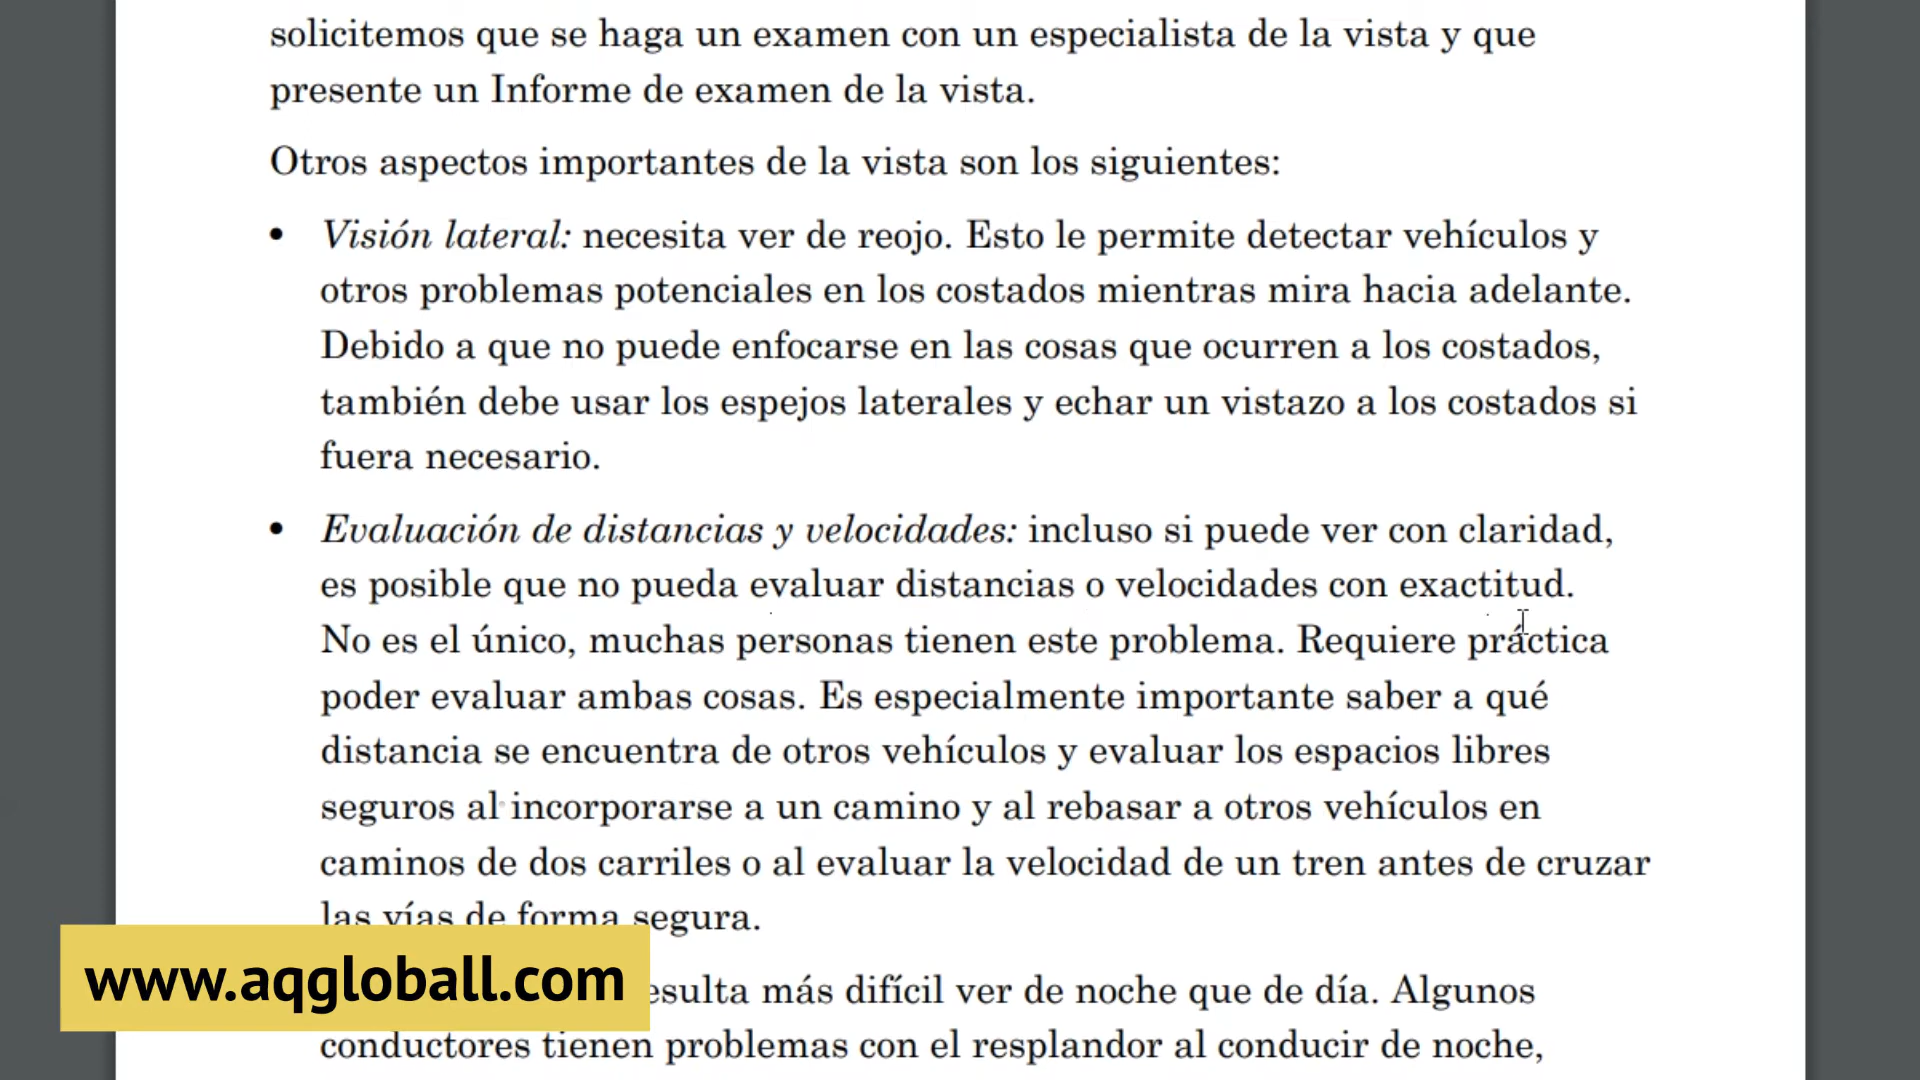 solicitemos que se haga un examen con un especialista de la vista y que
presente un Informe de examen de la vista.
Otros aspectos importantes de la vista son los siguientes:
• Visión lateral: necesita ver de reojo. Esto le permite detectar vehículos y
otros problemas potenciales en los costados mientras mira hacia adelante.
Debido a que no puede enfocarse en las cosas que ocurren a los costados,
también debe usar los espejos laterales y echar un vistazo a los costados si
fuera necesario.
• Evaluación de distancias y velocidades: incluso si puede ver con claridad,
es posible que no pueda evaluar distancias o velocidades con exactitud.
No es el único, muchas personas tienen este problema. Requiere práctica
poder evaluar ambas cosas. Es especialmente importante saber a qué
distancia se encuentra de otros vehículos y evaluar los espacios libres
seguros al incorporarse a un camino y al rebasar a otros vehículos en
caminos de dos carriles o al evaluar la velocidad de un tren antes de cruzar
las vías de forma segura.
www.aqgloball.com
esulta más difícil ver de noche que de día. Algunos
conductores tienen problemas con el resplandor al conducir de noche,